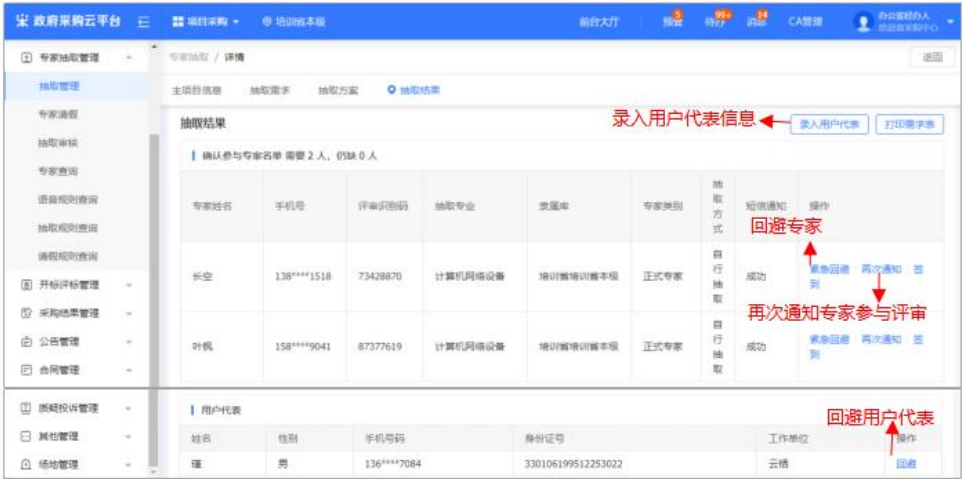 政府采购云平台 项目采购 培训省本级 前台大厅 预警 5 待办 99+ 消息 14 CA管理 办公室经办人
培训省采购中心
专家抽取管理
抽取管理
专家请假
抽取审核
专家查询
语音规则查询
抽取规则查询
请假规则查询
开标评标管理
采购结果管理
公告管理
合同管理
质疑投诉管理
其他管理
场地管理
专家抽取 / 详情 返回
主项目信息 抽取需求 抽取方案 抽取结果
抽取结果 录入用户代表信息 录入用户代表 打印需求表
确认参与专家名单 需要 2 人，仍缺 0 人
专家姓名 手机号 评审识别码 抽取专业 隶属库 专家类别 抽取方式 短信通知 操作
回避专家
长空 138****1518 73428870 计算机网络设备 培训省培训省本级 正式专家 自行抽取 成功 紧急回避 再次通知 签到
再次通知专家参与评审
叶枫 158****9041 87377619 计算机网络设备 培训省培训省本级 正式专家 自行抽取 成功 紧急回避 再次通知 签到
用户代表
回避用户代表
姓名 性别 手机号码 身份证号 工作单位 操作
瑾 男 136****7084 330106199512253022 云栖 回避